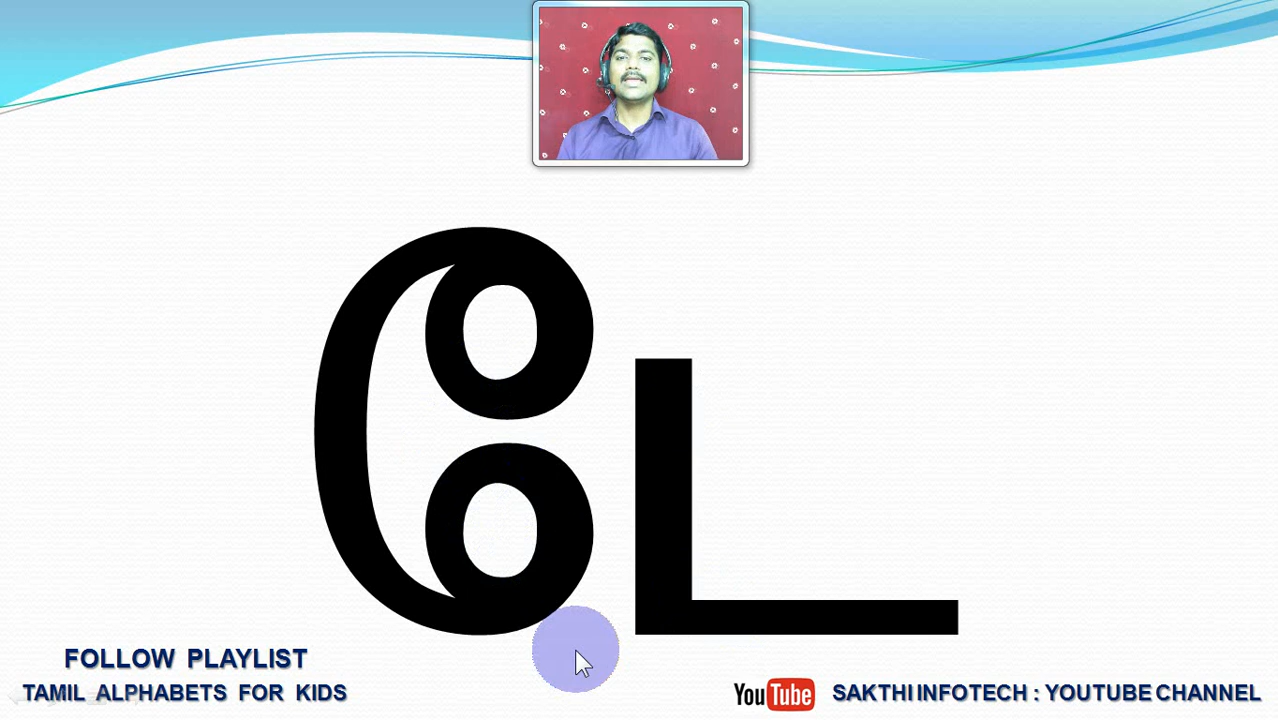 டே
FOLLOW PLAYLIST
TAMIL ALPHABETS FOR KIDS
YouTube SAKTHI INFOTECH : YOUTUBE CHANNEL